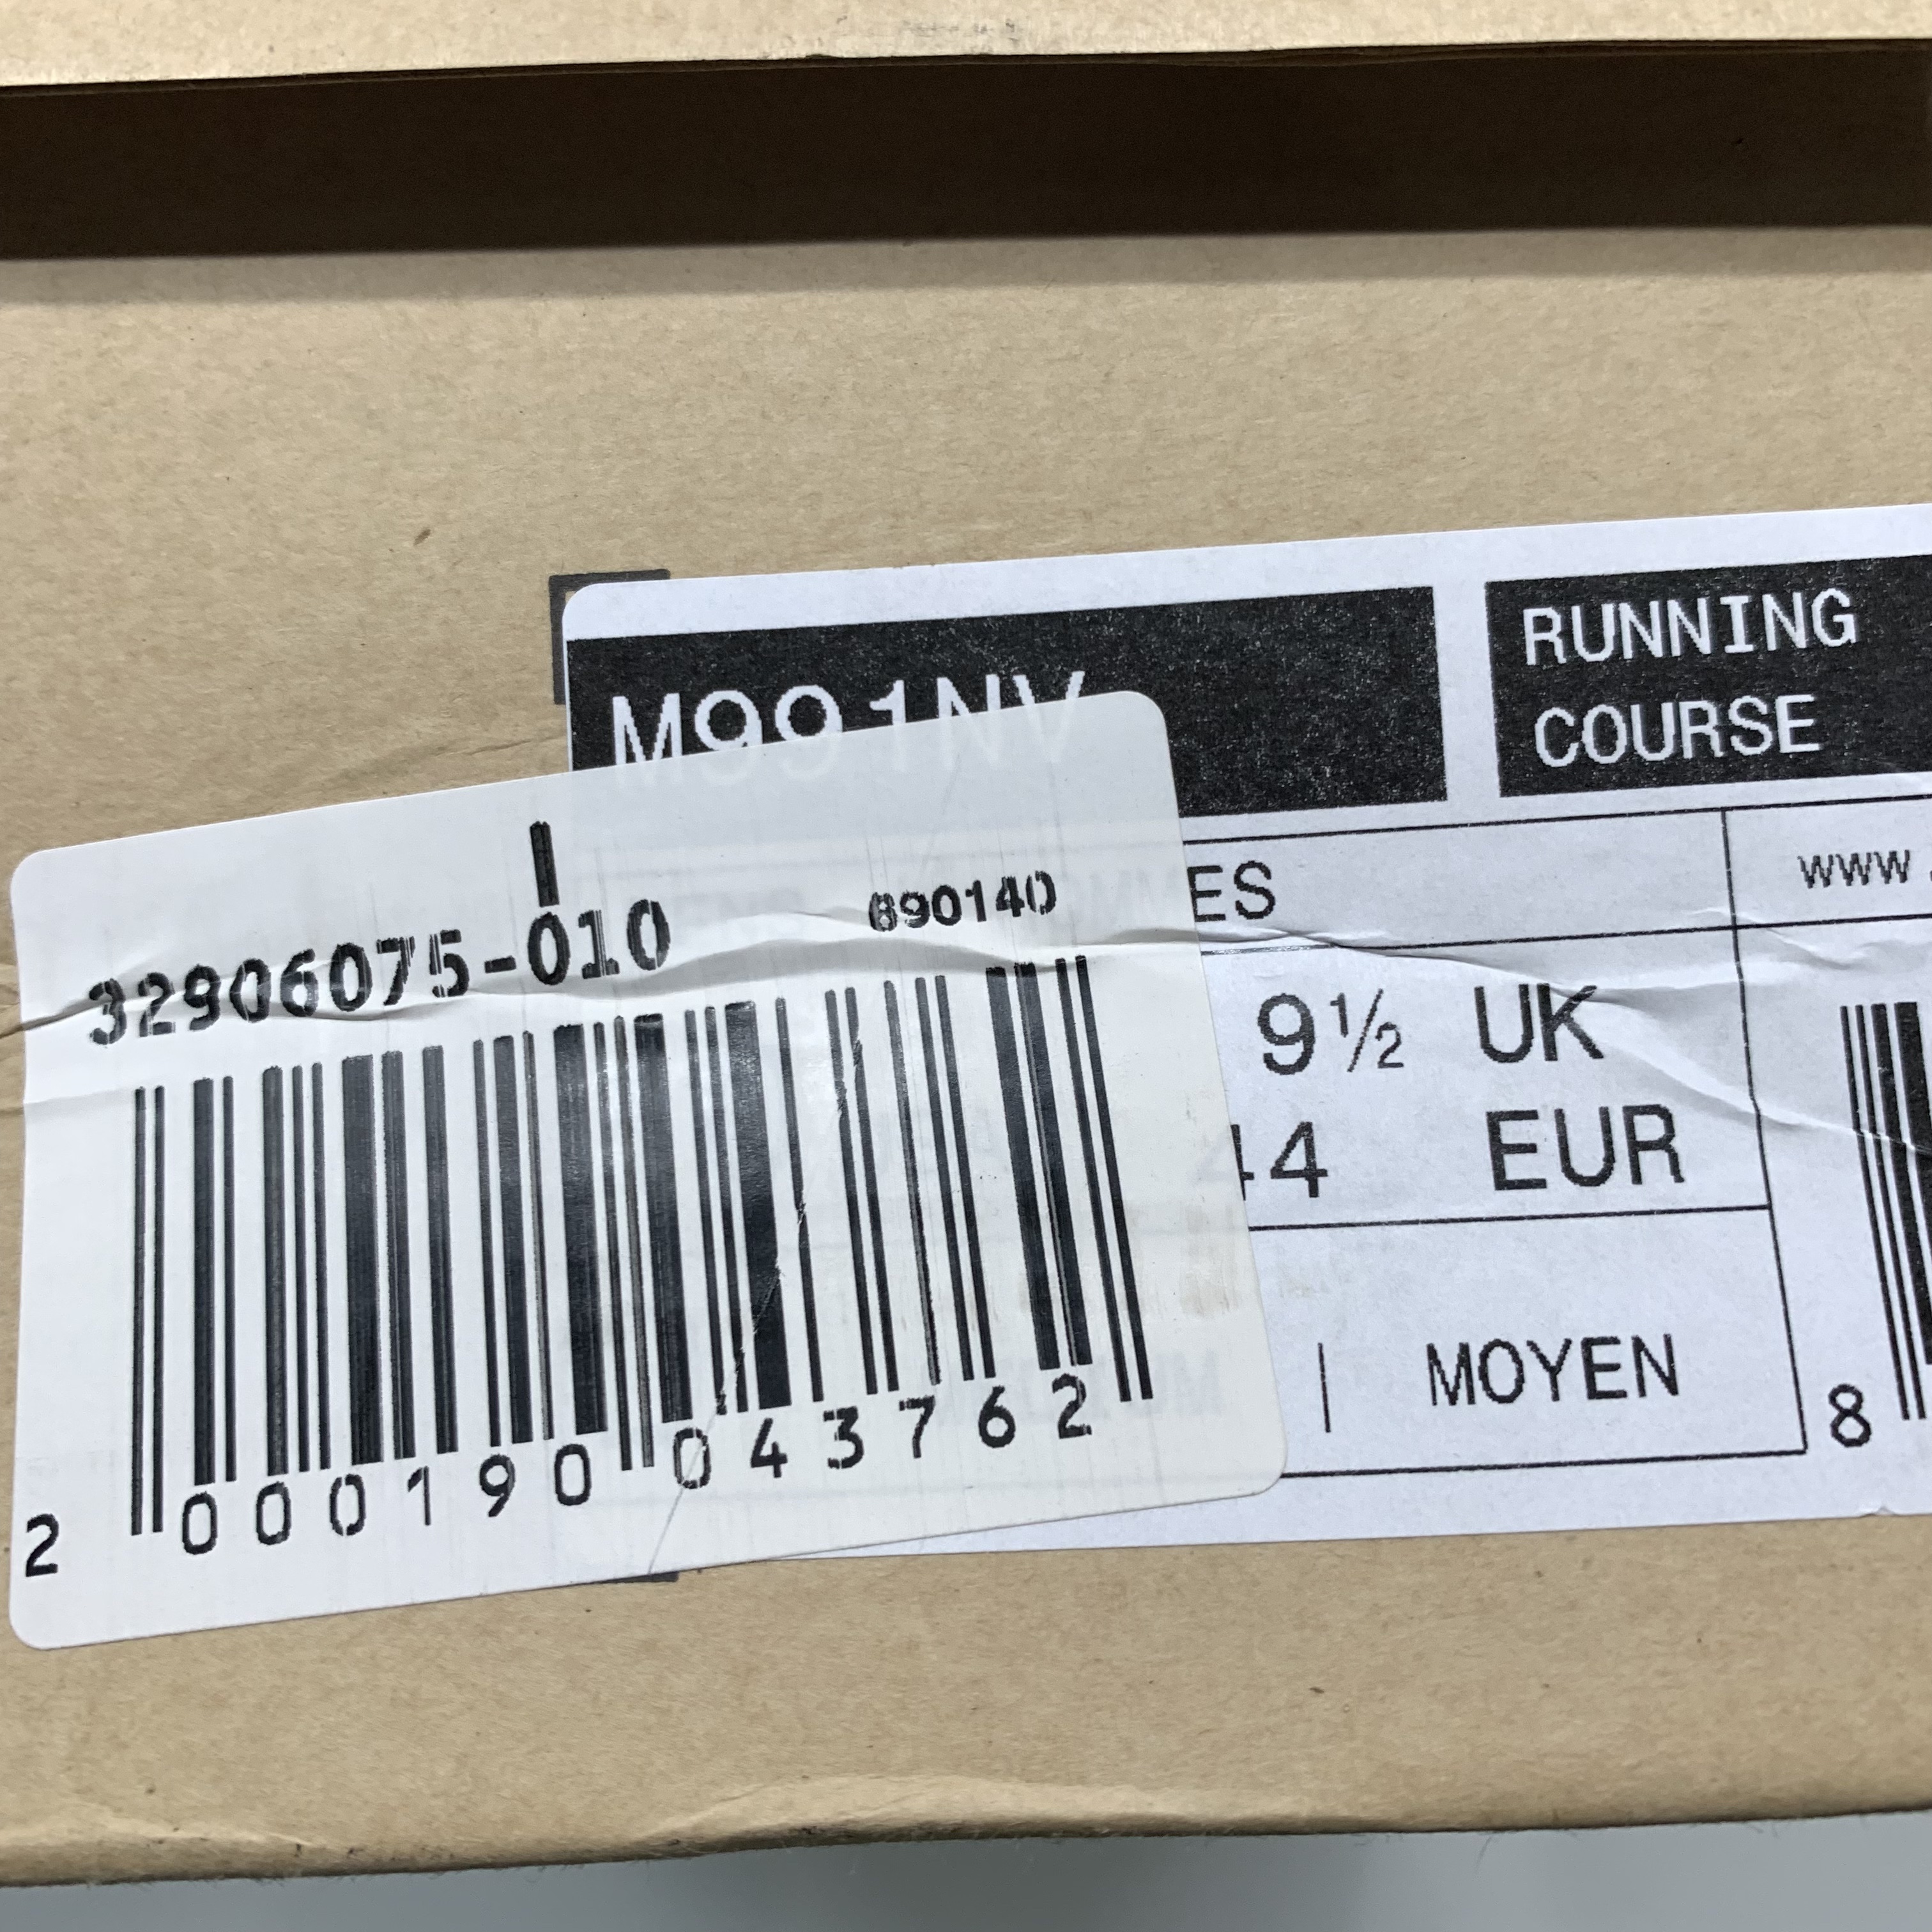 M991NV
RUNNING
COURSE
ES
www.
9½ UK
44 EUR
| MOYEN
8
32906075-010
890140
2 000190 043762